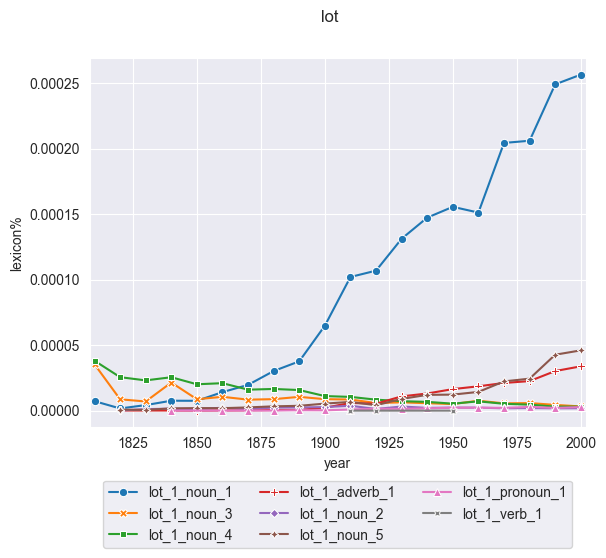 lot
0.00025
0.00020
0.00015
0.00010
0.00005
0.00000
lexicon%
1825 1850 1875 1900 1925 1950 1975 2000
year
lot_1_noun_1 lot_1_adverb_1 lot_1_pronoun_1
lot_1_noun_3 lot_1_noun_2 lot_1_verb_1
lot_1_noun_4 lot_1_noun_5